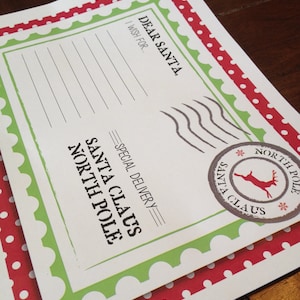 DEAR SANTA,
I WISH FOR...
SPECIAL DELIVERY
SANTA CLAUS
NORTH POLE
NORTH POLE
SANTA CLAUS